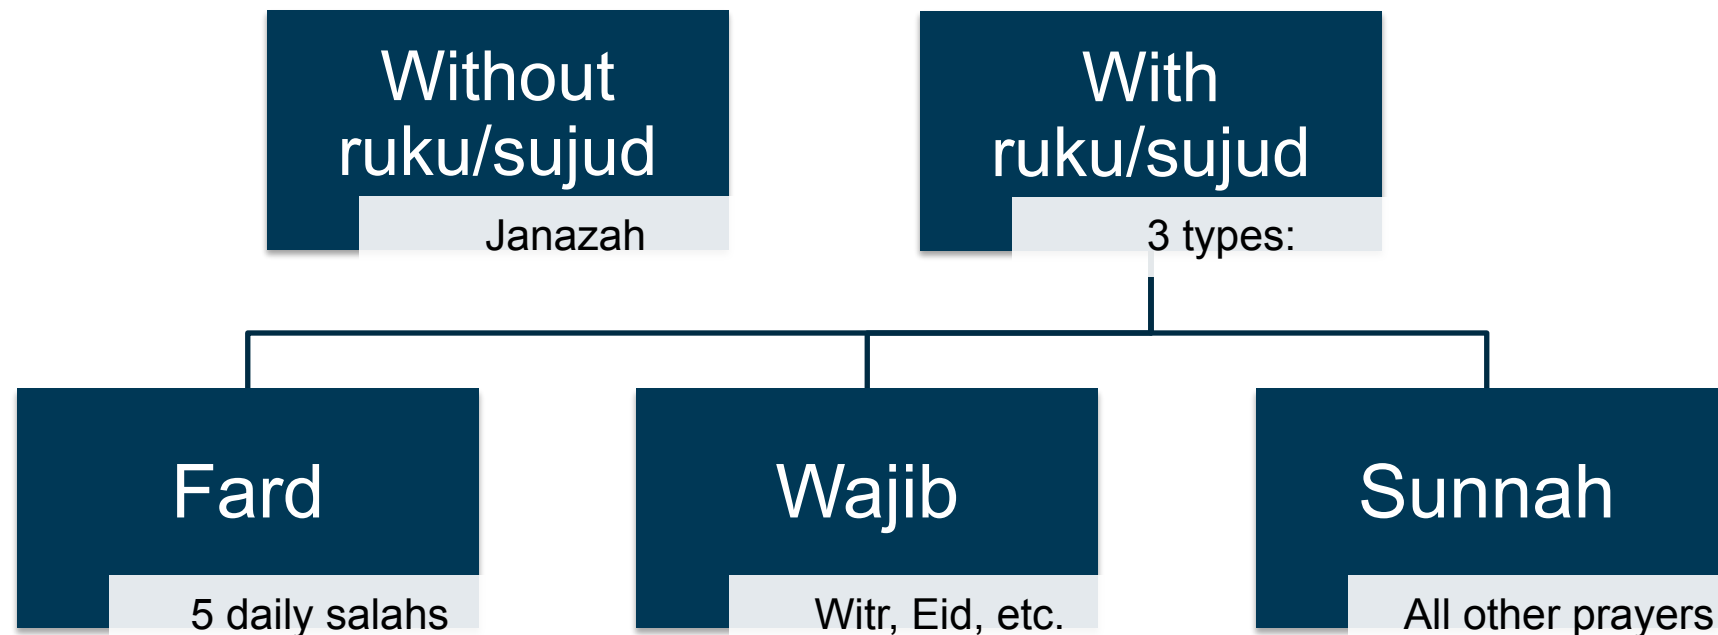 Without
ruku/sujud
Janazah
With
ruku/sujud
3 types:
Fard
5 daily salahs
Wajib
Witr, Eid, etc.
Sunnah
All other prayers